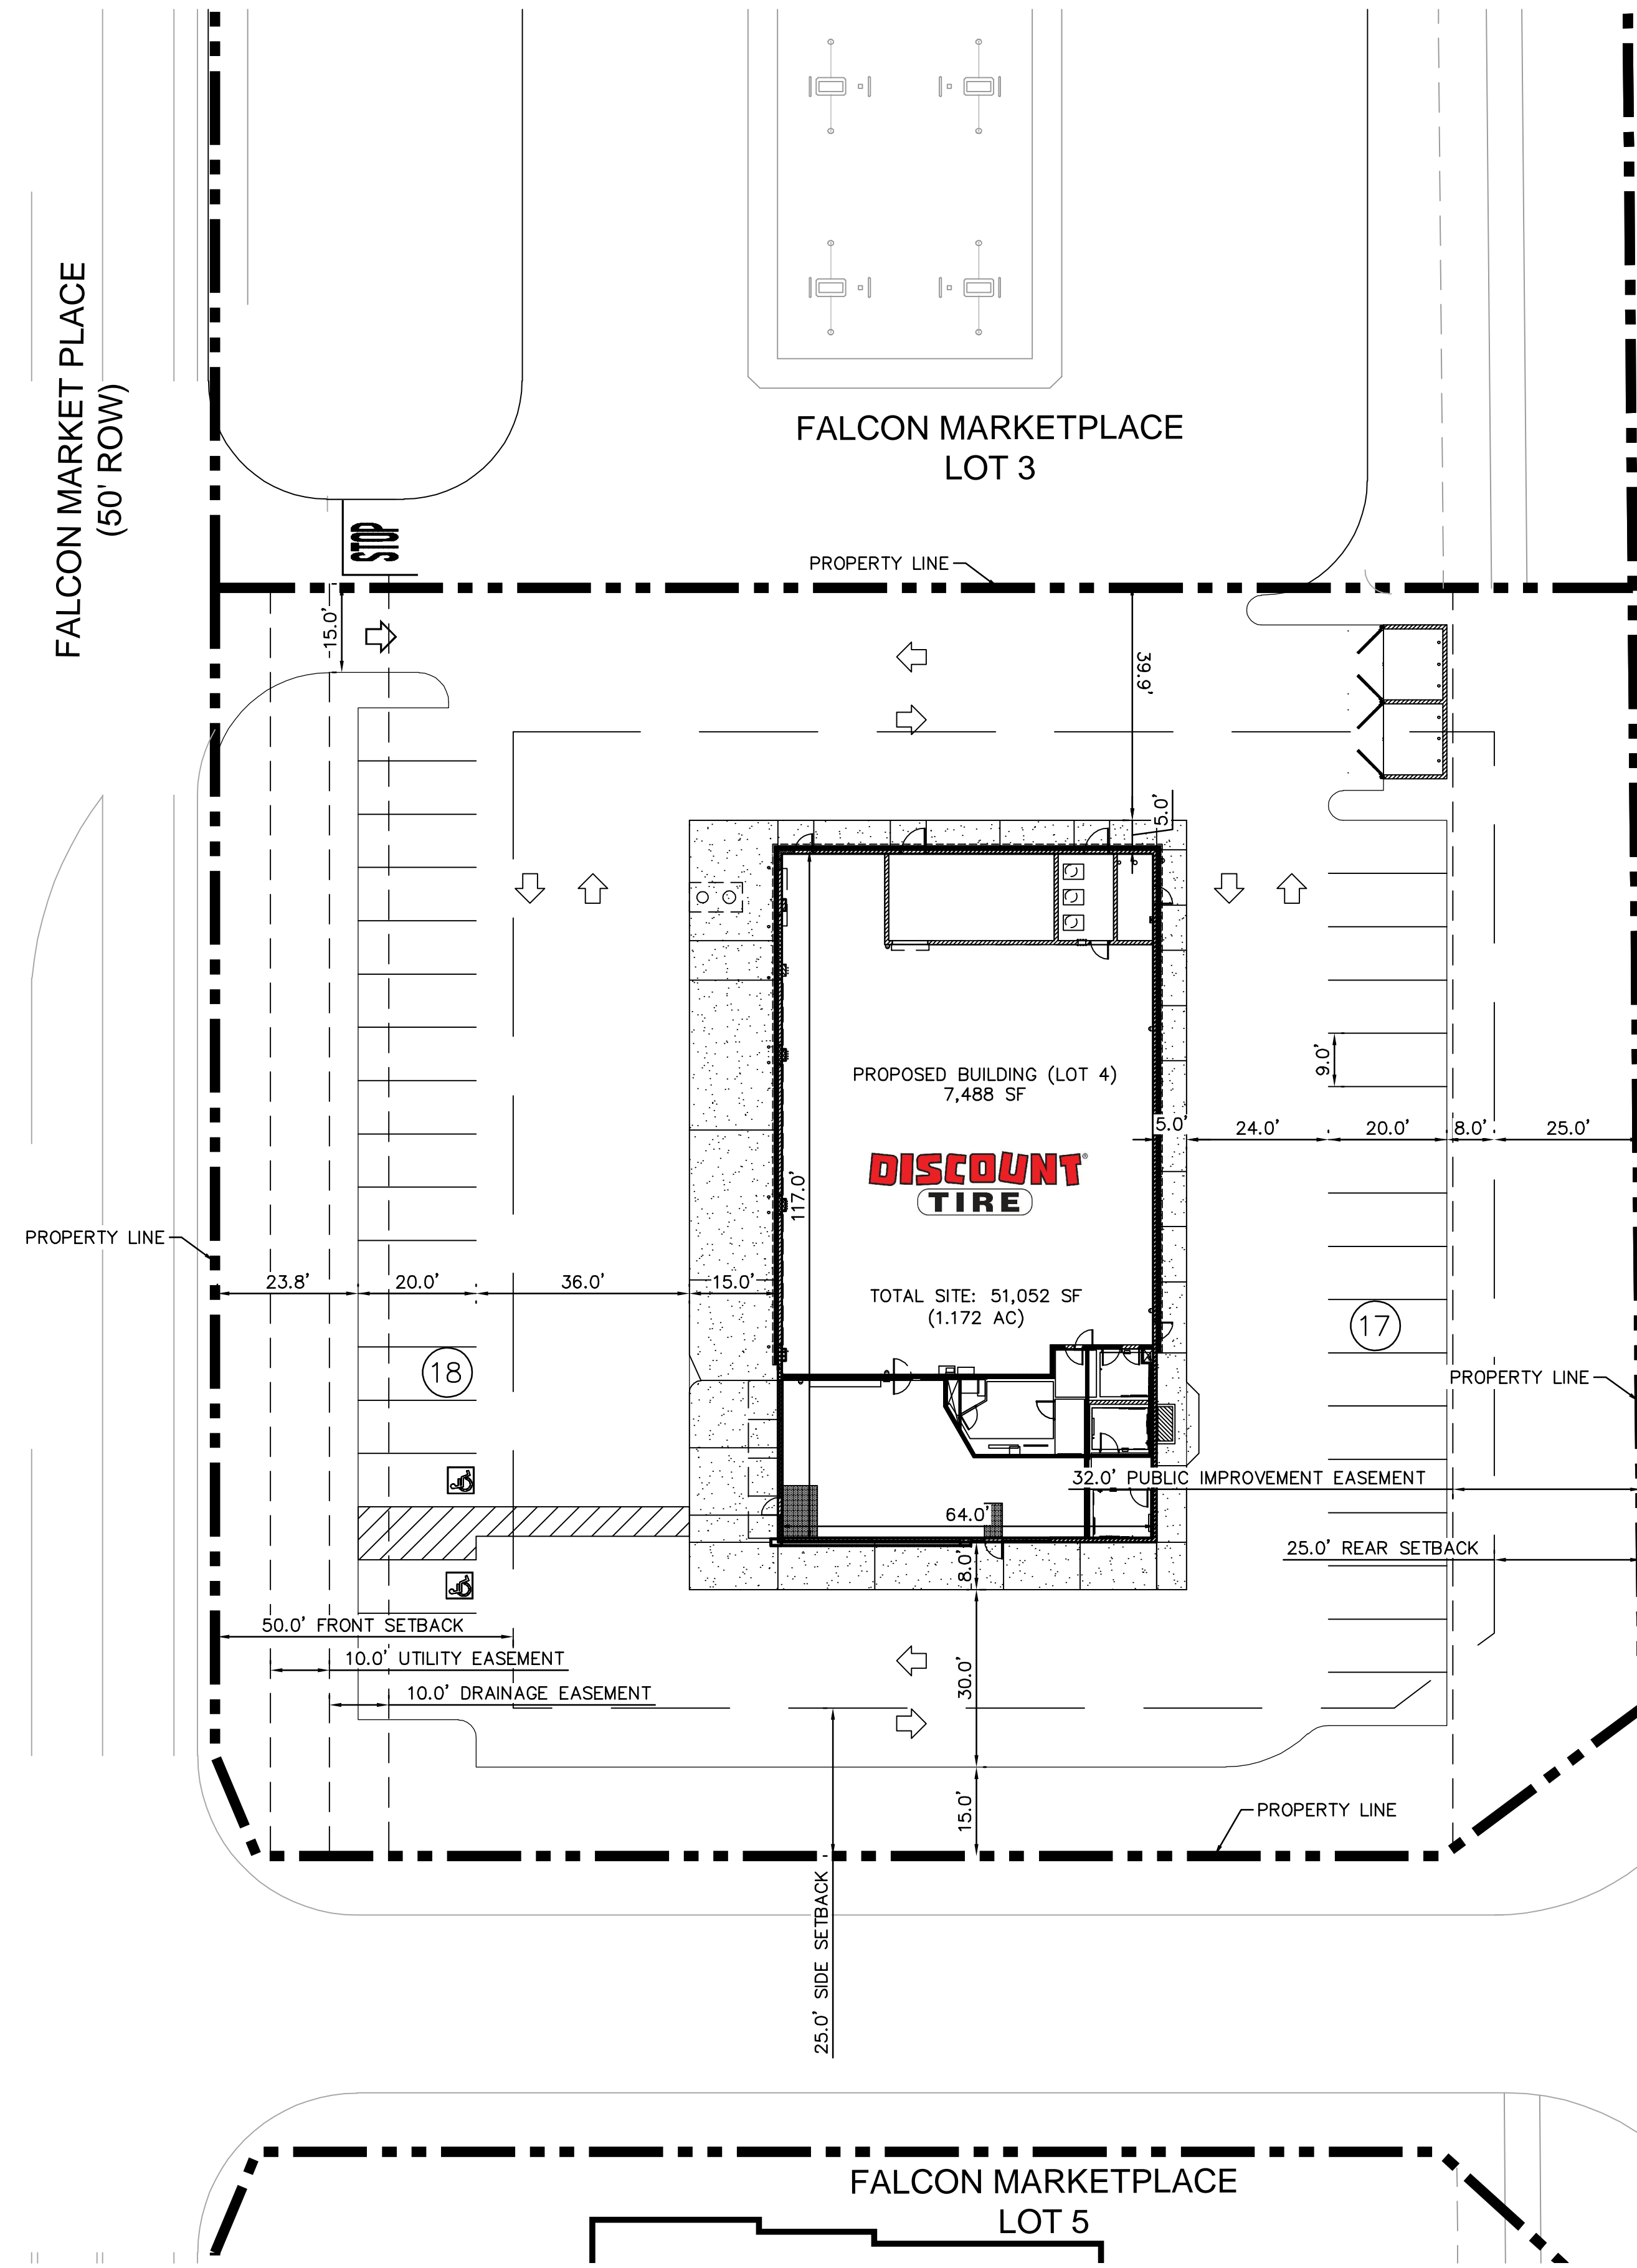 FALCON MARKET PLACE
(50' ROW)
FALCON MARKETPLACE
LOT 3
STOP
PROPERTY LINE
15.0'
39.9'
5.0'
PROPOSED BUILDING (LOT 4)
7,488 SF
9.0'
5.0'
24.0'
20.0'
8.0'
25.0'
DISCOUNT®
TIRE
117.0'
PROPERTY LINE
23.8'
20.0'
36.0'
15.0'
TOTAL SITE: 51,052 SF
(1.172 AC)
17
18
PROPERTY LINE
32.0' PUBLIC IMPROVEMENT EASEMENT
64.0'
25.0' REAR SETBACK
8.0'
50.0' FRONT SETBACK
10.0' UTILITY EASEMENT
10.0' DRAINAGE EASEMENT
30.0'
15.0'
PROPERTY LINE
25.0' SIDE SETBACK
FALCON MARKETPLACE
LOT 5